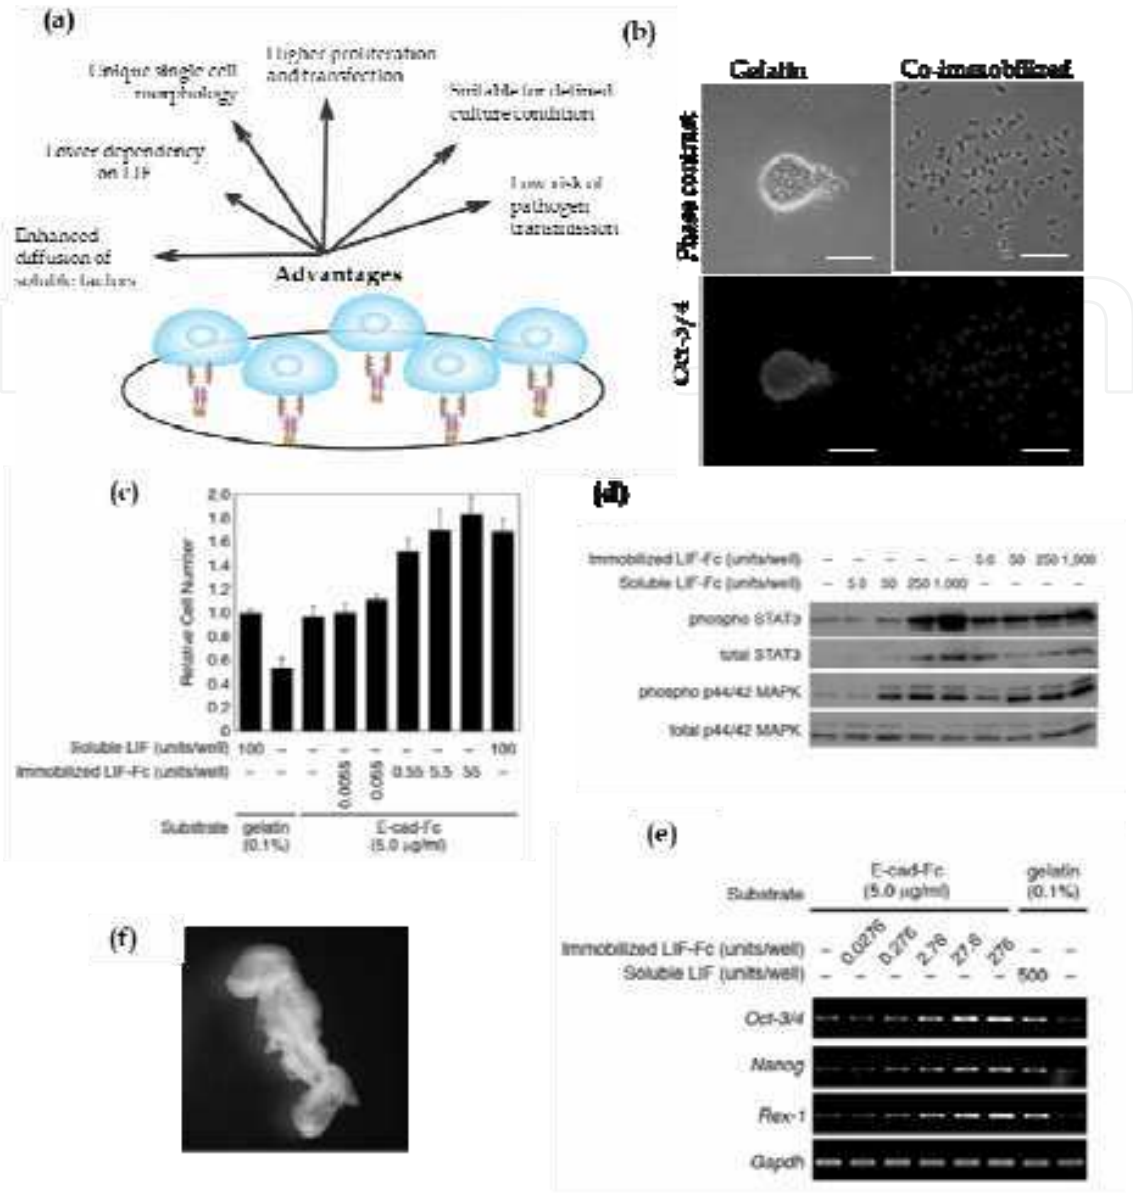 (a)
Higher proliferation
and transfection
Unique single cell
morphology
Suitable for defined
culture condition
Lower dependency
on LIF
Low risk of
pathogen
transmission
Enhanced
diffusion of
soluble factors
Advantages
(b)
Gelatin Co-immobilized
Phase contrast
Oct-3/4
(c)
Relative Cell Number
2.0
1.8
1.6
1.4
1.2
1.0
0.8
0.6
0.4
0.2
0
Soluble LIF (units/well) 100 – – – – – – – 100
Immobilized LIF-Fc (units/well) – – – 0.0055 0.055 0.55 5.5 55 –
Substrate gelatin E-cad-Fc
(0.1%) (5.0 µg/ml)
(d)
Immobilized LIF-Fc (units/well) – – – – – 5.0 50 250 1,000
Soluble LIF-Fc (units/well) – 5.0 50 250 1,000 – – – –
phospho STAT3
total STAT3
phospho p44/42 MAPK
total p44/42 MAPK
(e)
E-cad-Fc gelatin
Substrate (5.0 µg/ml) (0.1%)
Immobilized LIF-Fc (units/well) – 0.0276 0.276 2.76 27.6 276 – –
Soluble LIF (units/well) – – – – – – 500 –
Oct-3/4
Nanog
Rex-1
Gapdh
(f)